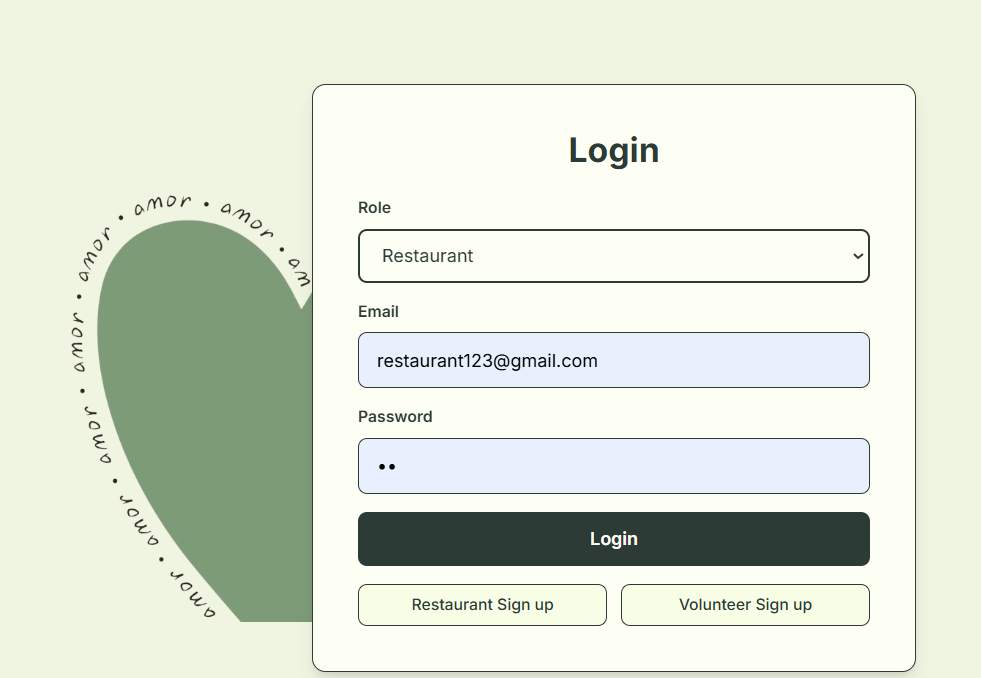 amor • amor • amor • amor • amor • amor • amor • am
Login
Role
Restaurant
Email
restaurant123@gmail.com
Password
••
Login
Restaurant Sign up
Volunteer Sign up